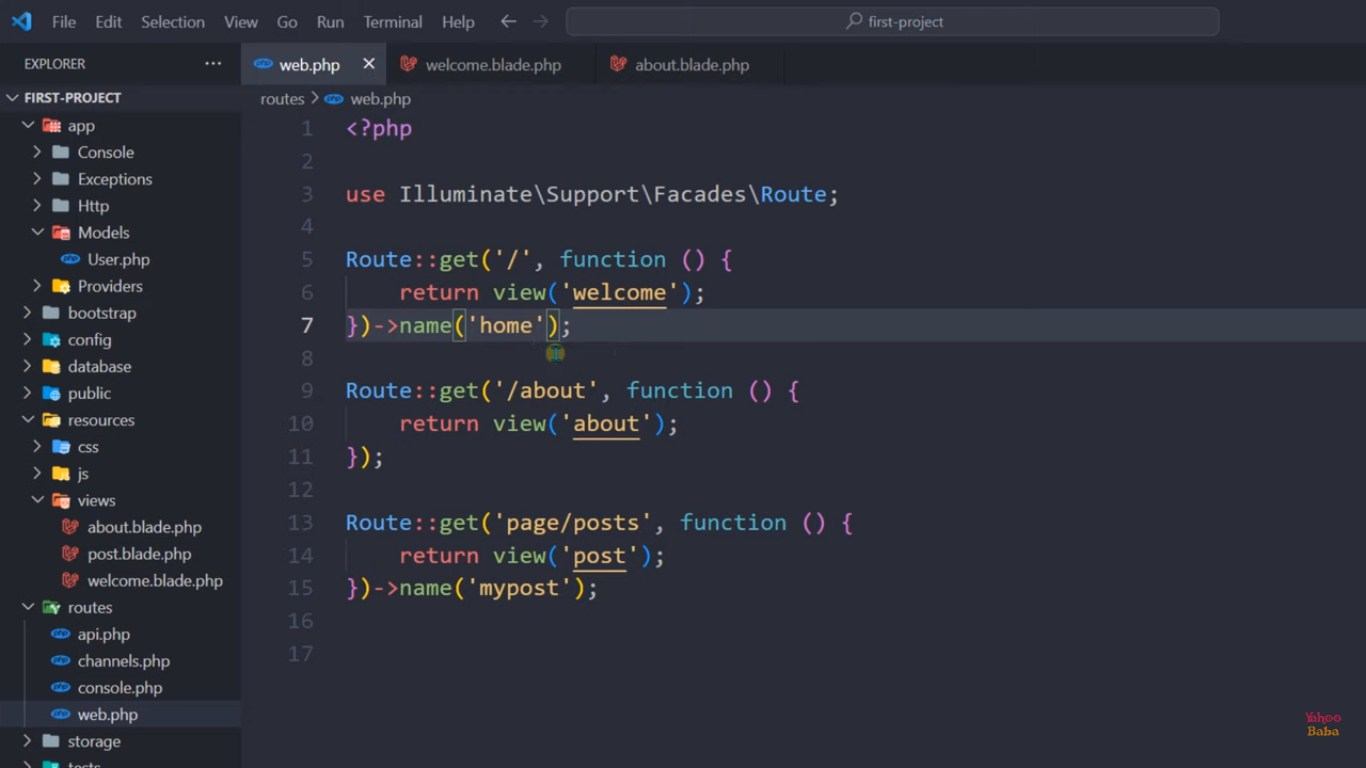 File Edit Selection View Go Run Terminal Help first-project
EXPLORER ... web.php welcome.blade.php about.blade.php
FIRST-PROJECT
app
Console
Exceptions
Http
Models
User.php
Providers
bootstrap
config
database
public
resources
css
js
views
about.blade.php
post.blade.php
welcome.blade.php
routes
api.php
channels.php
console.php
web.php
storage
tests
routes > web.php
1 <?php
2
3 use Illuminate\Support\Facades\Route;
4
5 Route::get('/', function () {
6     return view('welcome');
7 })->name('home');
8
9 Route::get('/about', function () {
10     return view('about');
11 });
12
13 Route::get('page/posts', function () {
14     return view('post');
15 })->name('mypost');
16
17
Yahoo
Baba